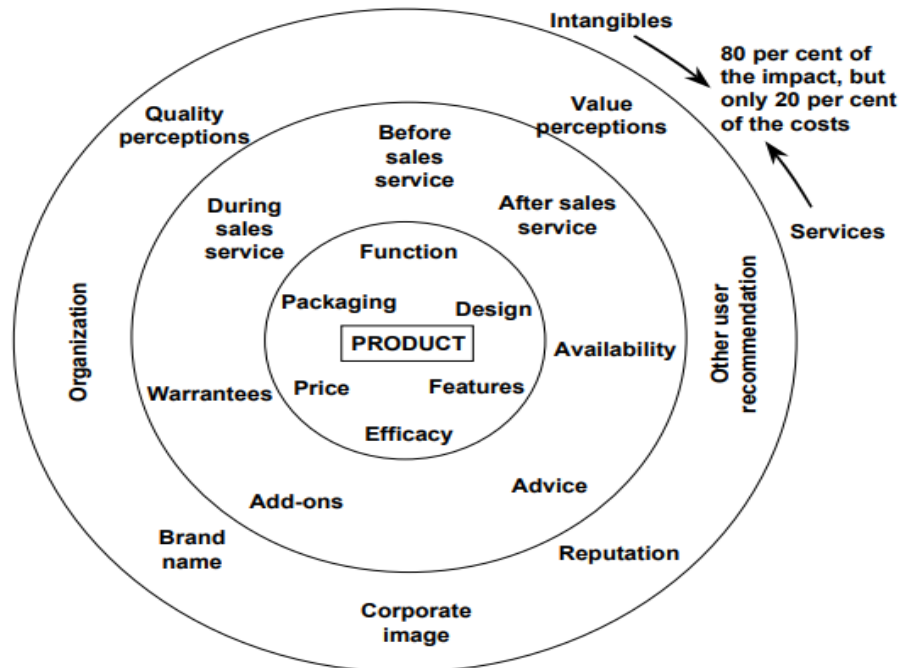 Intangibles
80 per cent of
the impact, but
only 20 per cent
of the costs
Quality
perceptions
Value
perceptions
Before
sales
service
During
sales
service
After sales
service
Services
Function
Packaging
Design
PRODUCT
Organization
Other user
recommendation
Availability
Warrantees
Price
Features
Efficacy
Add-ons
Advice
Brand
name
Reputation
Corporate
image